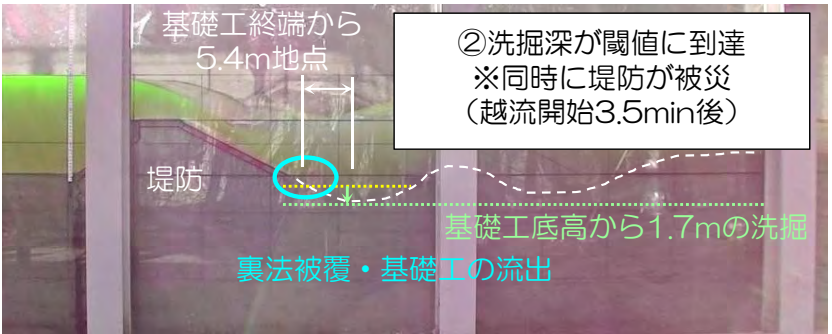 基礎工終端から
5.4m地点
②洗掘深が閾値に到達
※同時に堤防が被災
（越流開始3.5min後）
堤防
基礎工底高から1.7mの洗掘
裏法被覆・基礎工の流出